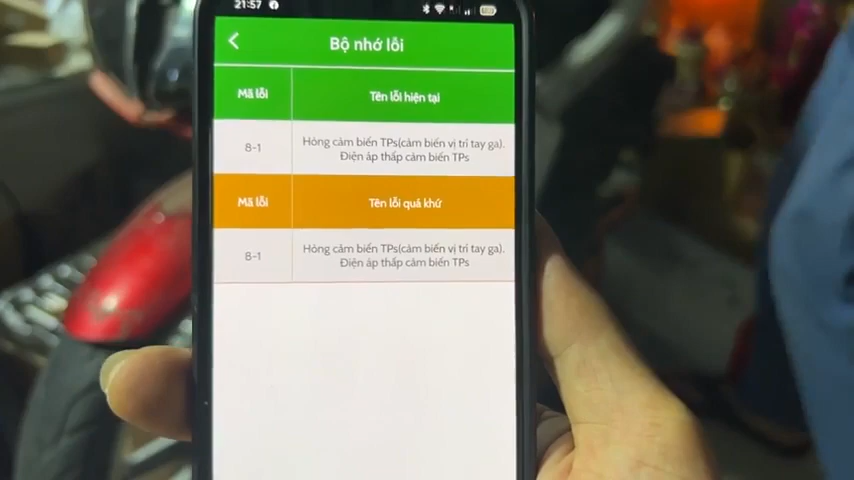 21:57
Bộ nhớ lỗi
Mã lỗi
Tên lỗi hiện tại
8-1
Hỏng cảm biến TPs(cảm biến vị trí tay ga).
Điện áp thấp cảm biến TPs
Mã lỗi
Tên lỗi quá khứ
8-1
Hỏng cảm biến TPs(cảm biến vị trí tay ga).
Điện áp thấp cảm biến TPs